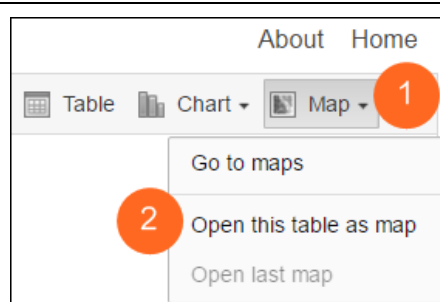 About Home
Table Chart Map 1
Go to maps
2 Open this table as map
Open last map